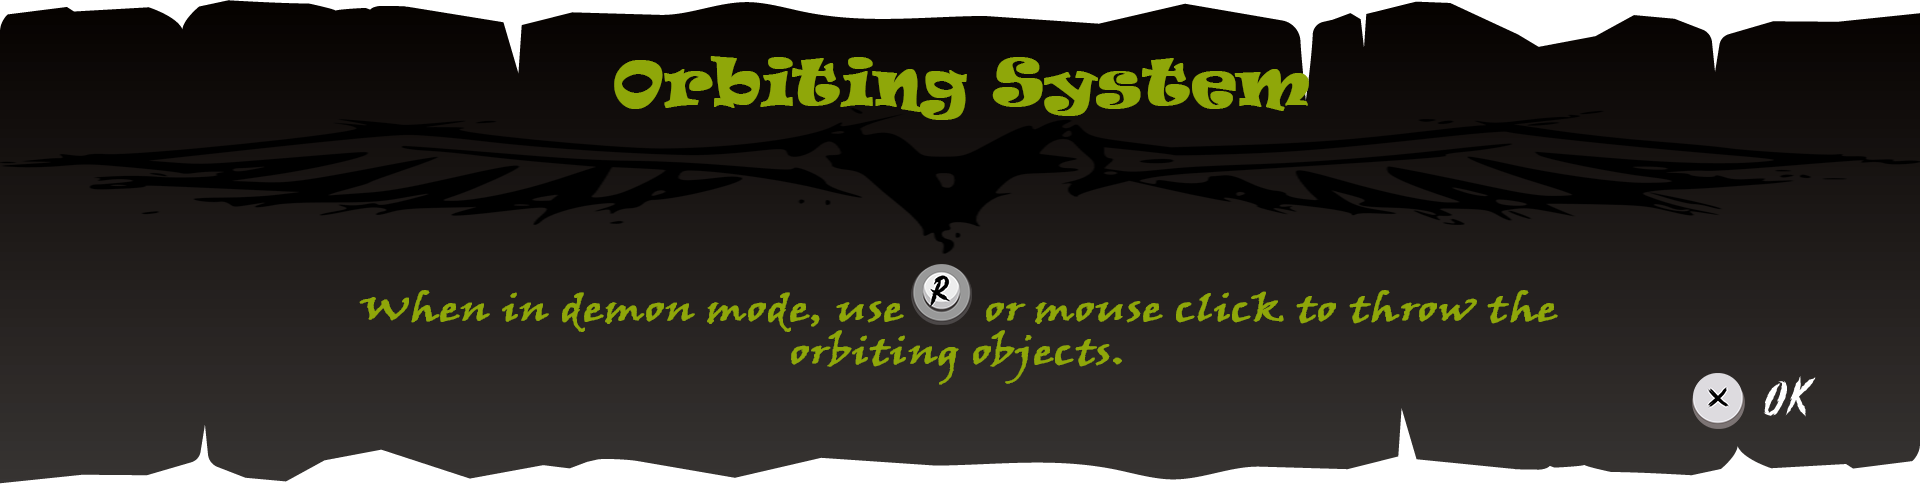 Orbiting System
When in demon mode, use R or mouse click to throw the
orbiting objects.
X OK